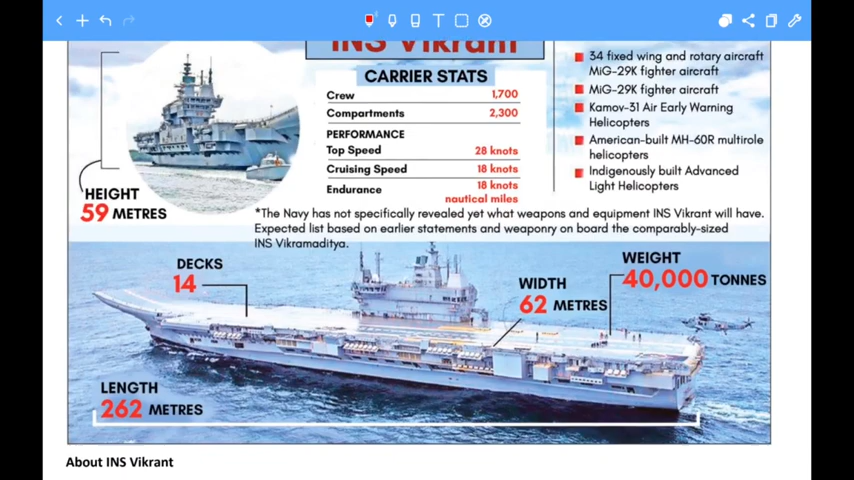 INS Vikrant
CARRIER STATS
Crew 1,700
Compartments 2,300
PERFORMANCE
Top Speed 28 knots
Cruising Speed 18 knots
Endurance 18 knots
nautical miles
34 fixed wing and rotary aircraft
MiG-29K fighter aircraft
MiG-29K fighter aircraft
Kamov-31 Air Early Warning
Helicopters
American-built MH-60R multirole
helicopters
Indigenously built Advanced
Light Helicopters
HEIGHT
59 METRES
*The Navy has not specifically revealed yet what weapons and equipment INS Vikrant will have.
Expected list based on earlier statements and weaponry on board the comparably-sized
INS Vikramaditya.
DECKS
14
WIDTH
62 METRES
WEIGHT
40,000 TONNES
LENGTH
262 METRES
About INS Vikrant